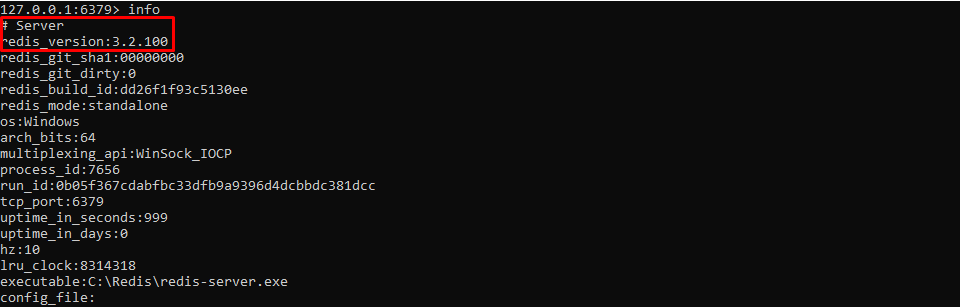 127.0.0.1:6379> info
# Server
redis_version:3.2.100
redis_git_sha1:00000000
redis_git_dirty:0
redis_build_id:dd26f1f93c5130ee
redis_mode:standalone
os:Windows
arch_bits:64
multiplexing_api:WinSock_IOCP
process_id:7656
run_id:0b05f367cdabfbc33dfb9a9396d4dcbbdc381dcc
tcp_port:6379
uptime_in_seconds:999
uptime_in_days:0
hz:10
lru_clock:8314318
executable:C:\Redis\redis-server.exe
config_file: